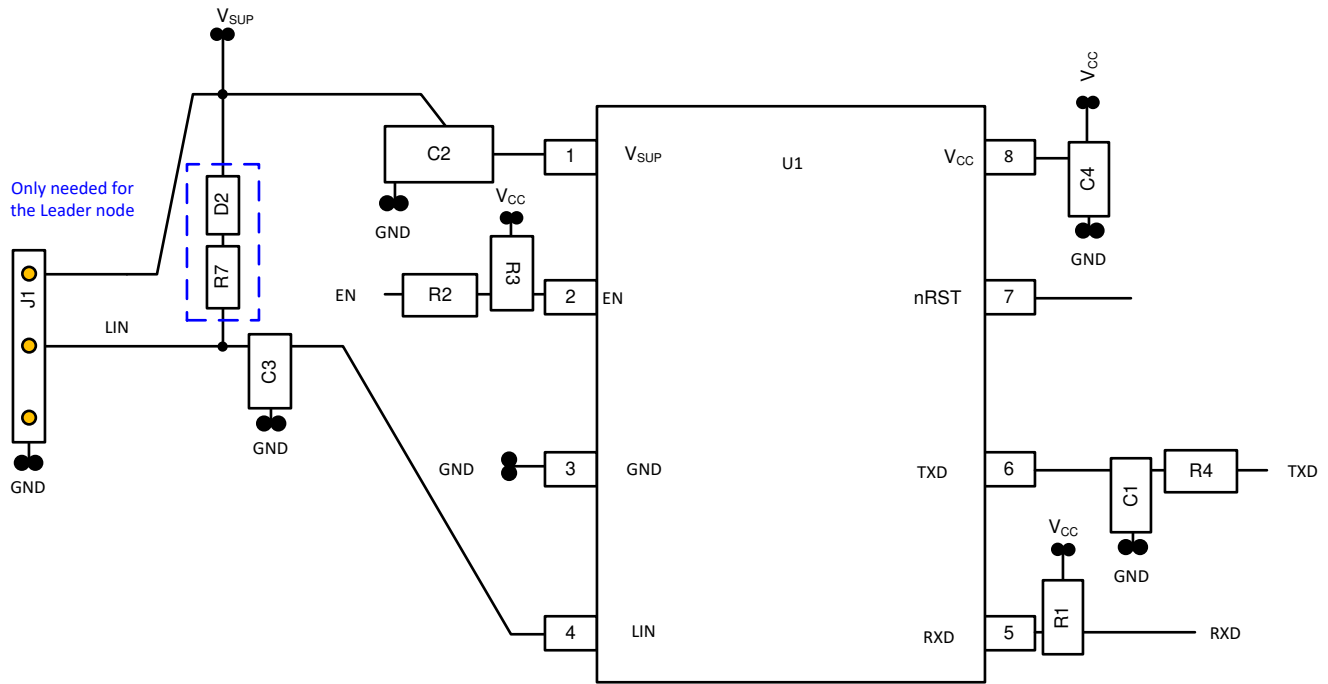 VSUP
Only needed for
the Leader node
D2
R7
J1
LIN
C3
GND
GND
C2
GND
VCC
R3
EN
R2
GND
1
VSUP
2
EN
3
GND
4
LIN
U1
VCC
8
nRST
7
TXD
6
RXD
5
VCC
C4
GND
C1
GND
R4
TXD
VCC
R1
RXD